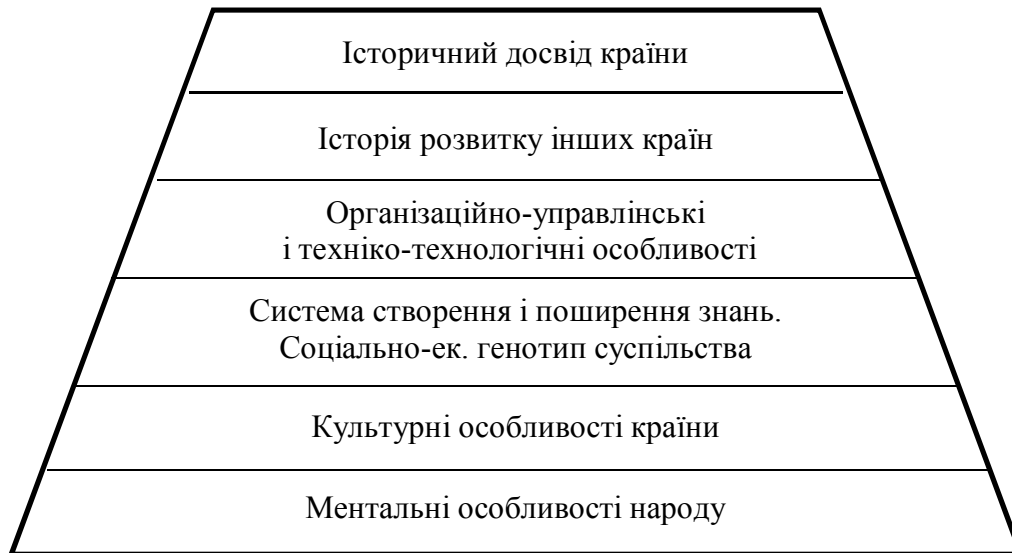 Історичний досвід країни
Історія розвитку інших країн
Організаційно-управлінські
і техніко-технологічні особливості
Система створення і поширення знань.
Соціально-ек. генотип суспільства
Культурні особливості країни
Ментальні особливості народу